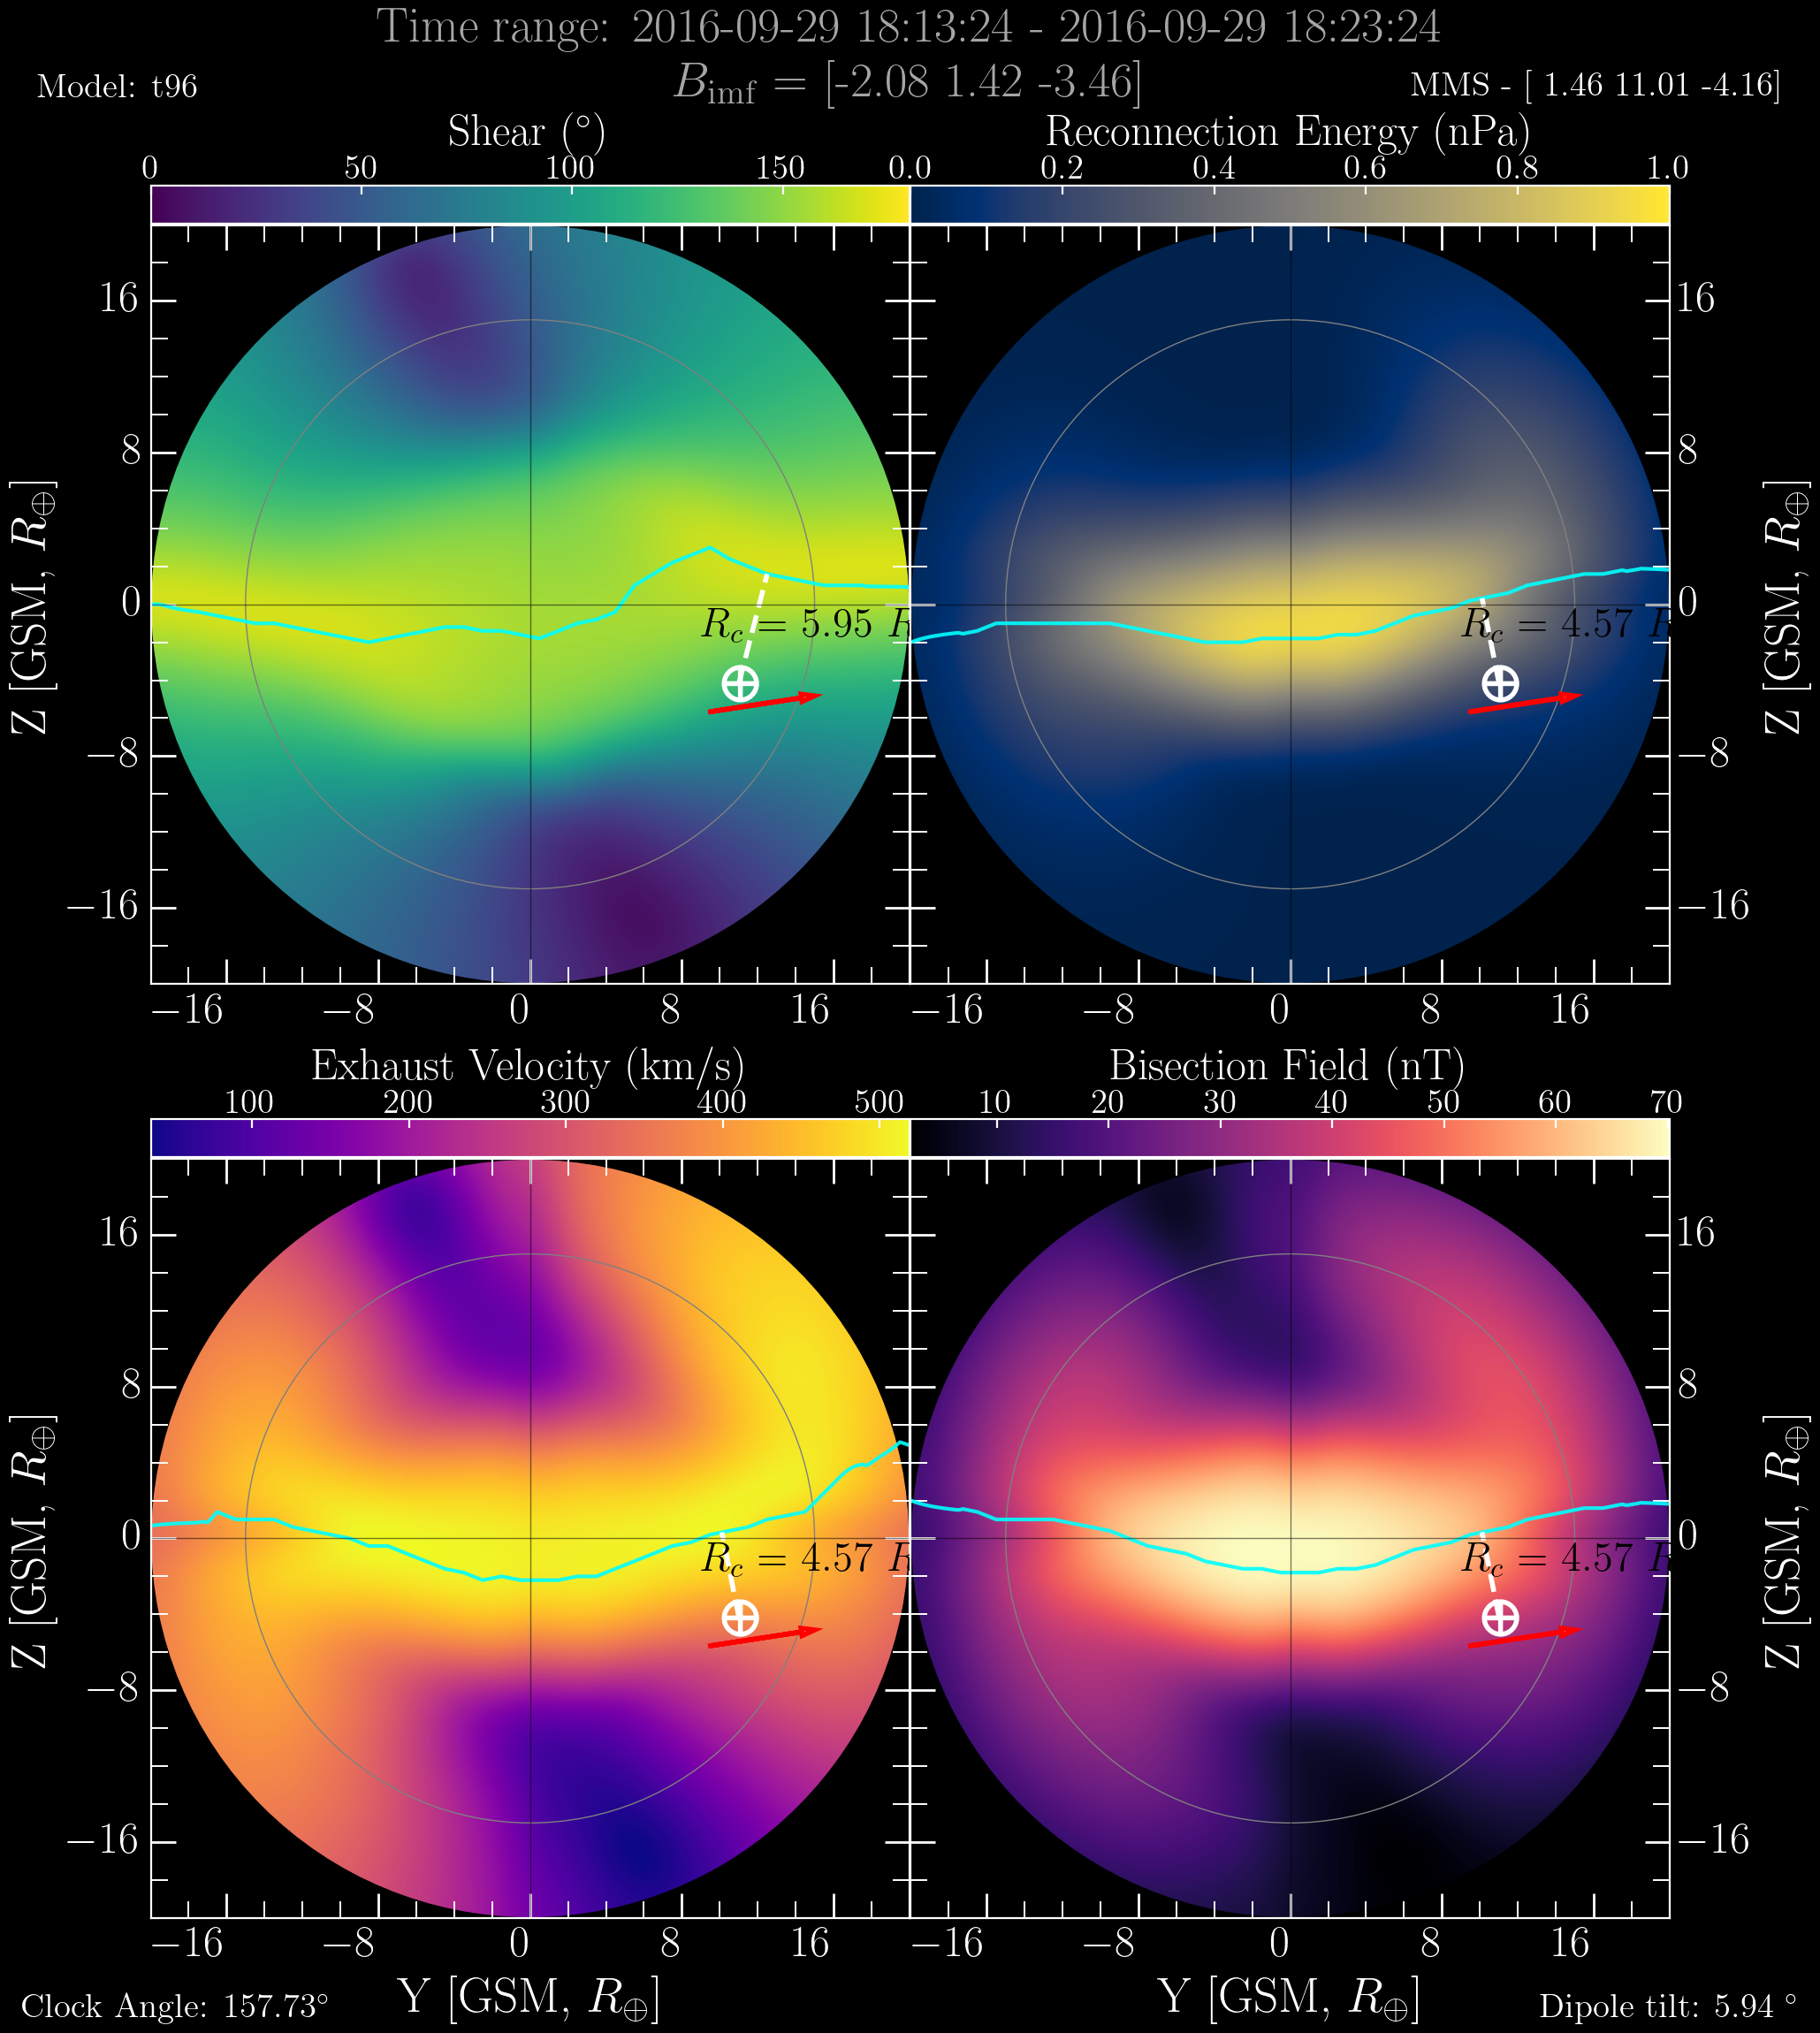 Time range: 2016-09-29 18:13:24 - 2016-09-29 18:23:24
Model: t96
B_imf = [-2.08 1.42 -3.46]
MMS - [ 1.46 11.01 -4.16]
Shear (°)
0 50 100 150
Reconnection Energy (nPa)
0.0 0.2 0.4 0.6 0.8 1.0
Z [GSM, R⊕]
16
8
0
−8
−16
R_c = 5.95 R
−16 −8 0 8 16
R_c = 4.57 R
16
8
0
−8
−16
Z [GSM, R⊕]
−16 −8 0 8 16
Exhaust Velocity (km/s)
100 200 300 400 500
Bisection Field (nT)
10 20 30 40 50 60 70
Z [GSM, R⊕]
16
8
0
−8
−16
R_c = 4.57 R
−16 −8 0 8 16
Y [GSM, R⊕]
R_c = 4.57 R
16
8
0
−8
−16
Z [GSM, R⊕]
−16 −8 0 8 16
Y [GSM, R⊕]
Clock Angle: 157.73°
Dipole tilt: 5.94 °